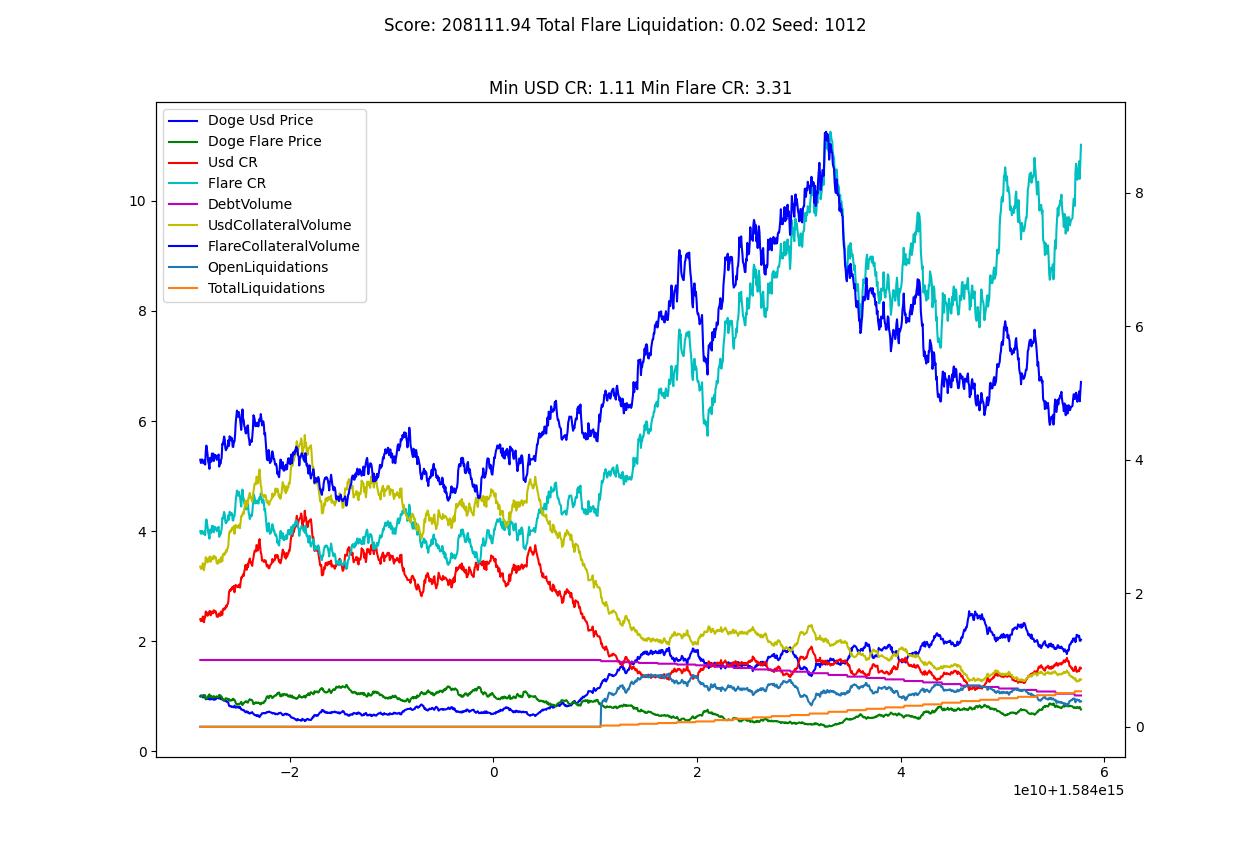 Score: 208111.94 Total Flare Liquidation: 0.02 Seed: 1012
Min USD CR: 1.11 Min Flare CR: 3.31
Doge Usd Price
Doge Flare Price
Usd CR
Flare CR
DebtVolume
UsdCollateralVolume
FlareCollateralVolume
OpenLiquidations
TotalLiquidations
10
8
6
4
2
0
8
6
4
2
0
−2 0 2 4 6
1e10+1.584e15